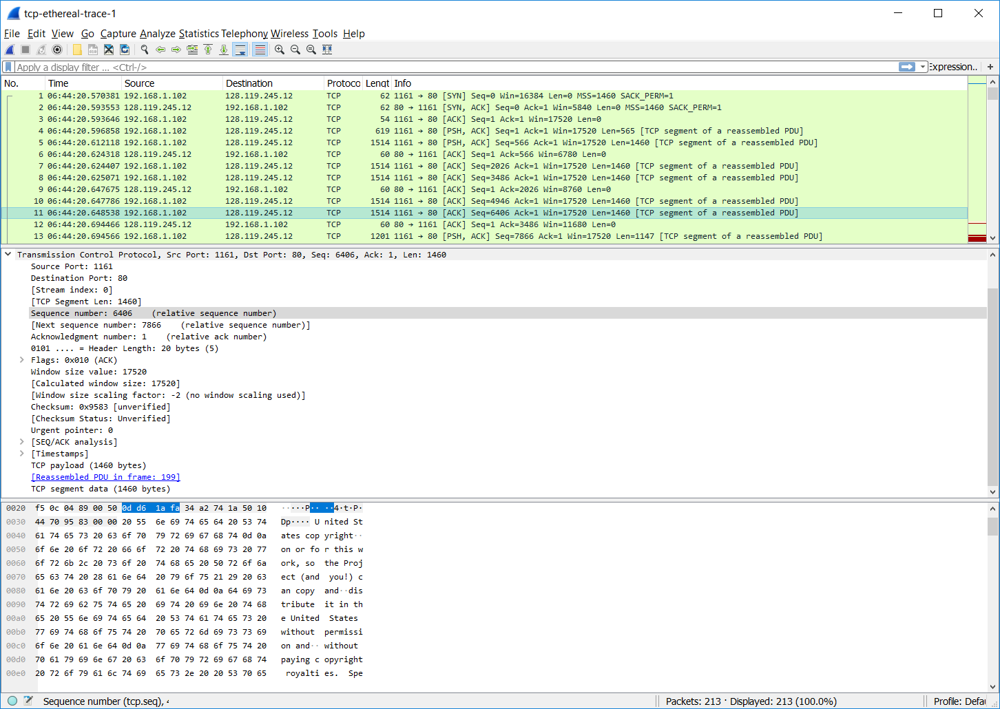 tcp-ethereal-trace-1
File Edit View Go Capture Analyze Statistics Telephony Wireless Tools Help
Apply a display filter ... <Ctrl-/> Expression.. +
No. Time Source Destination Protoco Lengt Info
1 06:44:20.570381 192.168.1.102 128.119.245.12 TCP 62 1161 → 80 [SYN] Seq=0 Win=16384 Len=0 MSS=1460 SACK_PERM=1
2 06:44:20.593553 128.119.245.12 192.168.1.102 TCP 62 80 → 1161 [SYN, ACK] Seq=0 Ack=1 Win=5840 Len=0 MSS=1460 SACK_PERM=1
3 06:44:20.593646 192.168.1.102 128.119.245.12 TCP 54 1161 → 80 [ACK] Seq=1 Ack=1 Win=17520 Len=0
4 06:44:20.596858 192.168.1.102 128.119.245.12 TCP 619 1161 → 80 [PSH, ACK] Seq=1 Ack=1 Win=17520 Len=565 [TCP segment of a reassembled PDU]
5 06:44:20.612118 192.168.1.102 128.119.245.12 TCP 1514 1161 → 80 [PSH, ACK] Seq=566 Ack=1 Win=17520 Len=1460 [TCP segment of a reassembled PDU]
6 06:44:20.624318 128.119.245.12 192.168.1.102 TCP 60 80 → 1161 [ACK] Seq=1 Ack=566 Win=6780 Len=0
7 06:44:20.624407 192.168.1.102 128.119.245.12 TCP 1514 1161 → 80 [ACK] Seq=2026 Ack=1 Win=17520 Len=1460 [TCP segment of a reassembled PDU]
8 06:44:20.625071 192.168.1.102 128.119.245.12 TCP 1514 1161 → 80 [ACK] Seq=3486 Ack=1 Win=17520 Len=1460 [TCP segment of a reassembled PDU]
9 06:44:20.647675 128.119.245.12 192.168.1.102 TCP 60 80 → 1161 [ACK] Seq=1 Ack=2026 Win=8760 Len=0
10 06:44:20.647786 192.168.1.102 128.119.245.12 TCP 1514 1161 → 80 [ACK] Seq=4946 Ack=1 Win=17520 Len=1460 [TCP segment of a reassembled PDU]
11 06:44:20.648538 192.168.1.102 128.119.245.12 TCP 1514 1161 → 80 [ACK] Seq=6406 Ack=1 Win=17520 Len=1460 [TCP segment of a reassembled PDU]
12 06:44:20.694466 128.119.245.12 192.168.1.102 TCP 60 80 → 1161 [ACK] Seq=1 Ack=3486 Win=11680 Len=0
13 06:44:20.694566 192.168.1.102 128.119.245.12 TCP 1201 1161 → 80 [PSH, ACK] Seq=7866 Ack=1 Win=17520 Len=1147 [TCP segment of a reassembled PDU]
Transmission Control Protocol, Src Port: 1161, Dst Port: 80, Seq: 6406, Ack: 1, Len: 1460
Source Port: 1161
Destination Port: 80
[Stream index: 0]
[TCP Segment Len: 1460]
Sequence number: 6406 (relative sequence number)
[Next sequence number: 7866 (relative sequence number)]
Acknowledgment number: 1 (relative ack number)
0101 .... = Header Length: 20 bytes (5)
Flags: 0x010 (ACK)
Window size value: 17520
[Calculated window size: 17520]
[Window size scaling factor: -2 (no window scaling used)]
Checksum: 0x9583 [unverified]
[Checksum Status: Unverified]
Urgent pointer: 0
[SEQ/ACK analysis]
[Timestamps]
TCP payload (1460 bytes)
[Reassembled PDU in frame: 199]
TCP segment data (1460 bytes)
0020 f5 0c 04 89 00 50 0d d6 1a fa 34 a2 74 1a 50 10 ·····P·· ··4·t·P·
0030 44 70 95 83 00 00 20 55 6e 69 74 65 64 20 53 74 Dp···· U nited St
0040 61 74 65 73 20 63 6f 70 79 72 69 67 68 74 0d 0a ates cop yright··
0050 6f 6e 20 6f 72 20 66 6f 72 20 74 68 69 73 20 77 on or fo r this w
0060 6f 72 6b 2c 20 73 6f 20 74 68 65 20 50 72 6f 6a ork, so the Proj
0070 65 63 74 20 28 61 6e 64 20 79 6f 75 21 29 20 63 ect (and you!) c
0080 61 6e 20 63 6f 70 79 20 61 6e 64 0d 0a 64 69 73 an copy and··dis
0090 74 72 69 62 75 74 65 20 69 74 20 69 6e 20 74 68 tribute it in th
00a0 65 20 55 6e 69 74 65 64 20 53 74 61 74 65 73 20 e United States
00b0 77 69 74 68 6f 75 74 20 70 65 72 6d 69 73 73 69 without permissi
00c0 6f 6e 20 61 6e 64 0d 0a 77 69 74 68 6f 75 74 20 on and·· without
00d0 70 61 79 69 6e 67 20 63 6f 70 79 72 69 67 68 74 paying c opyright
00e0 20 72 6f 79 61 6c 74 69 65 73 2e 20 20 53 70 65 royalti es. Spe
Sequence number (tcp.seq), Packets: 213 · Displayed: 213 (100.0%) Profile: Defau